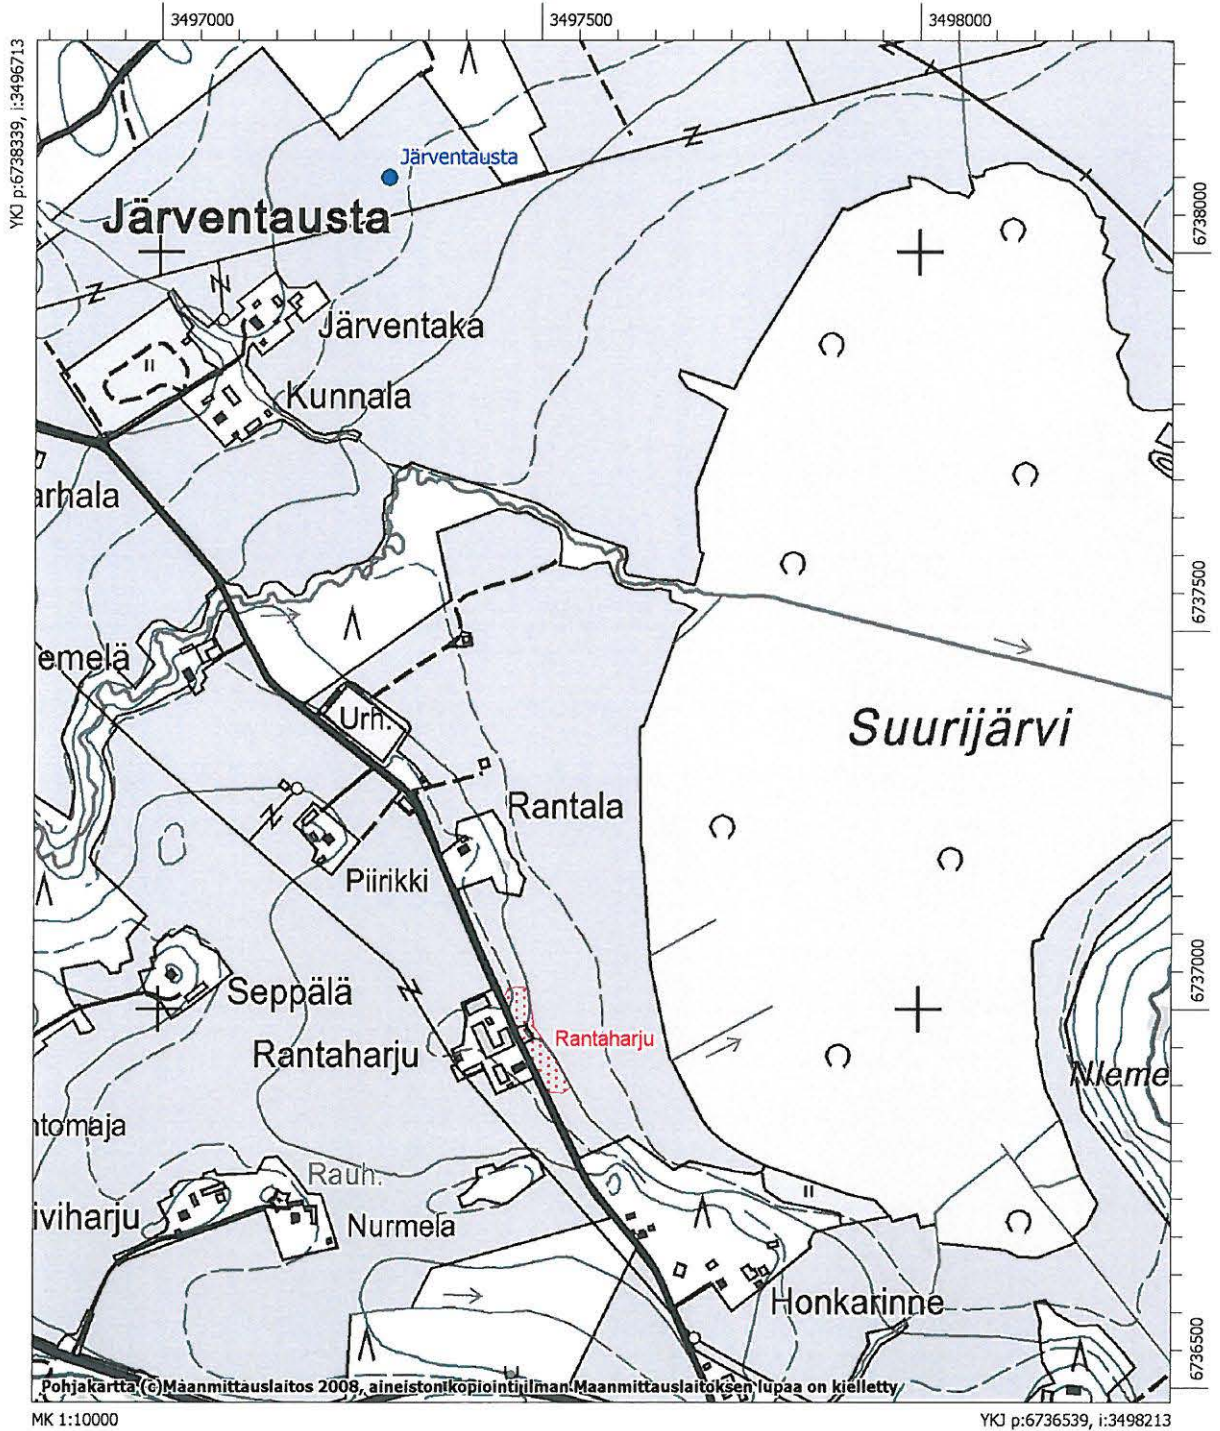 3497000
3497500
3498000
YKJ p:6738339, i:3496713
Järventausta
Järventausta
6738000
Järventaka
Kunnala
arhala
6737500
emelä
Urh.
Suurijärvi
Rantala
Piirikki
6737000
Seppälä
Rantaharju
Rantaharju
Nieme
ntomaja
Rauh.
iviharju
Nurmela
Honkarinne
6736500
Pohjakartta (c) Maanmittauslaitos 2008, aineiston kopiointi ilman Maanmittauslaitoksen lupaa on kielletty
MK 1:10000
YKJ p:6736539, i:3498213